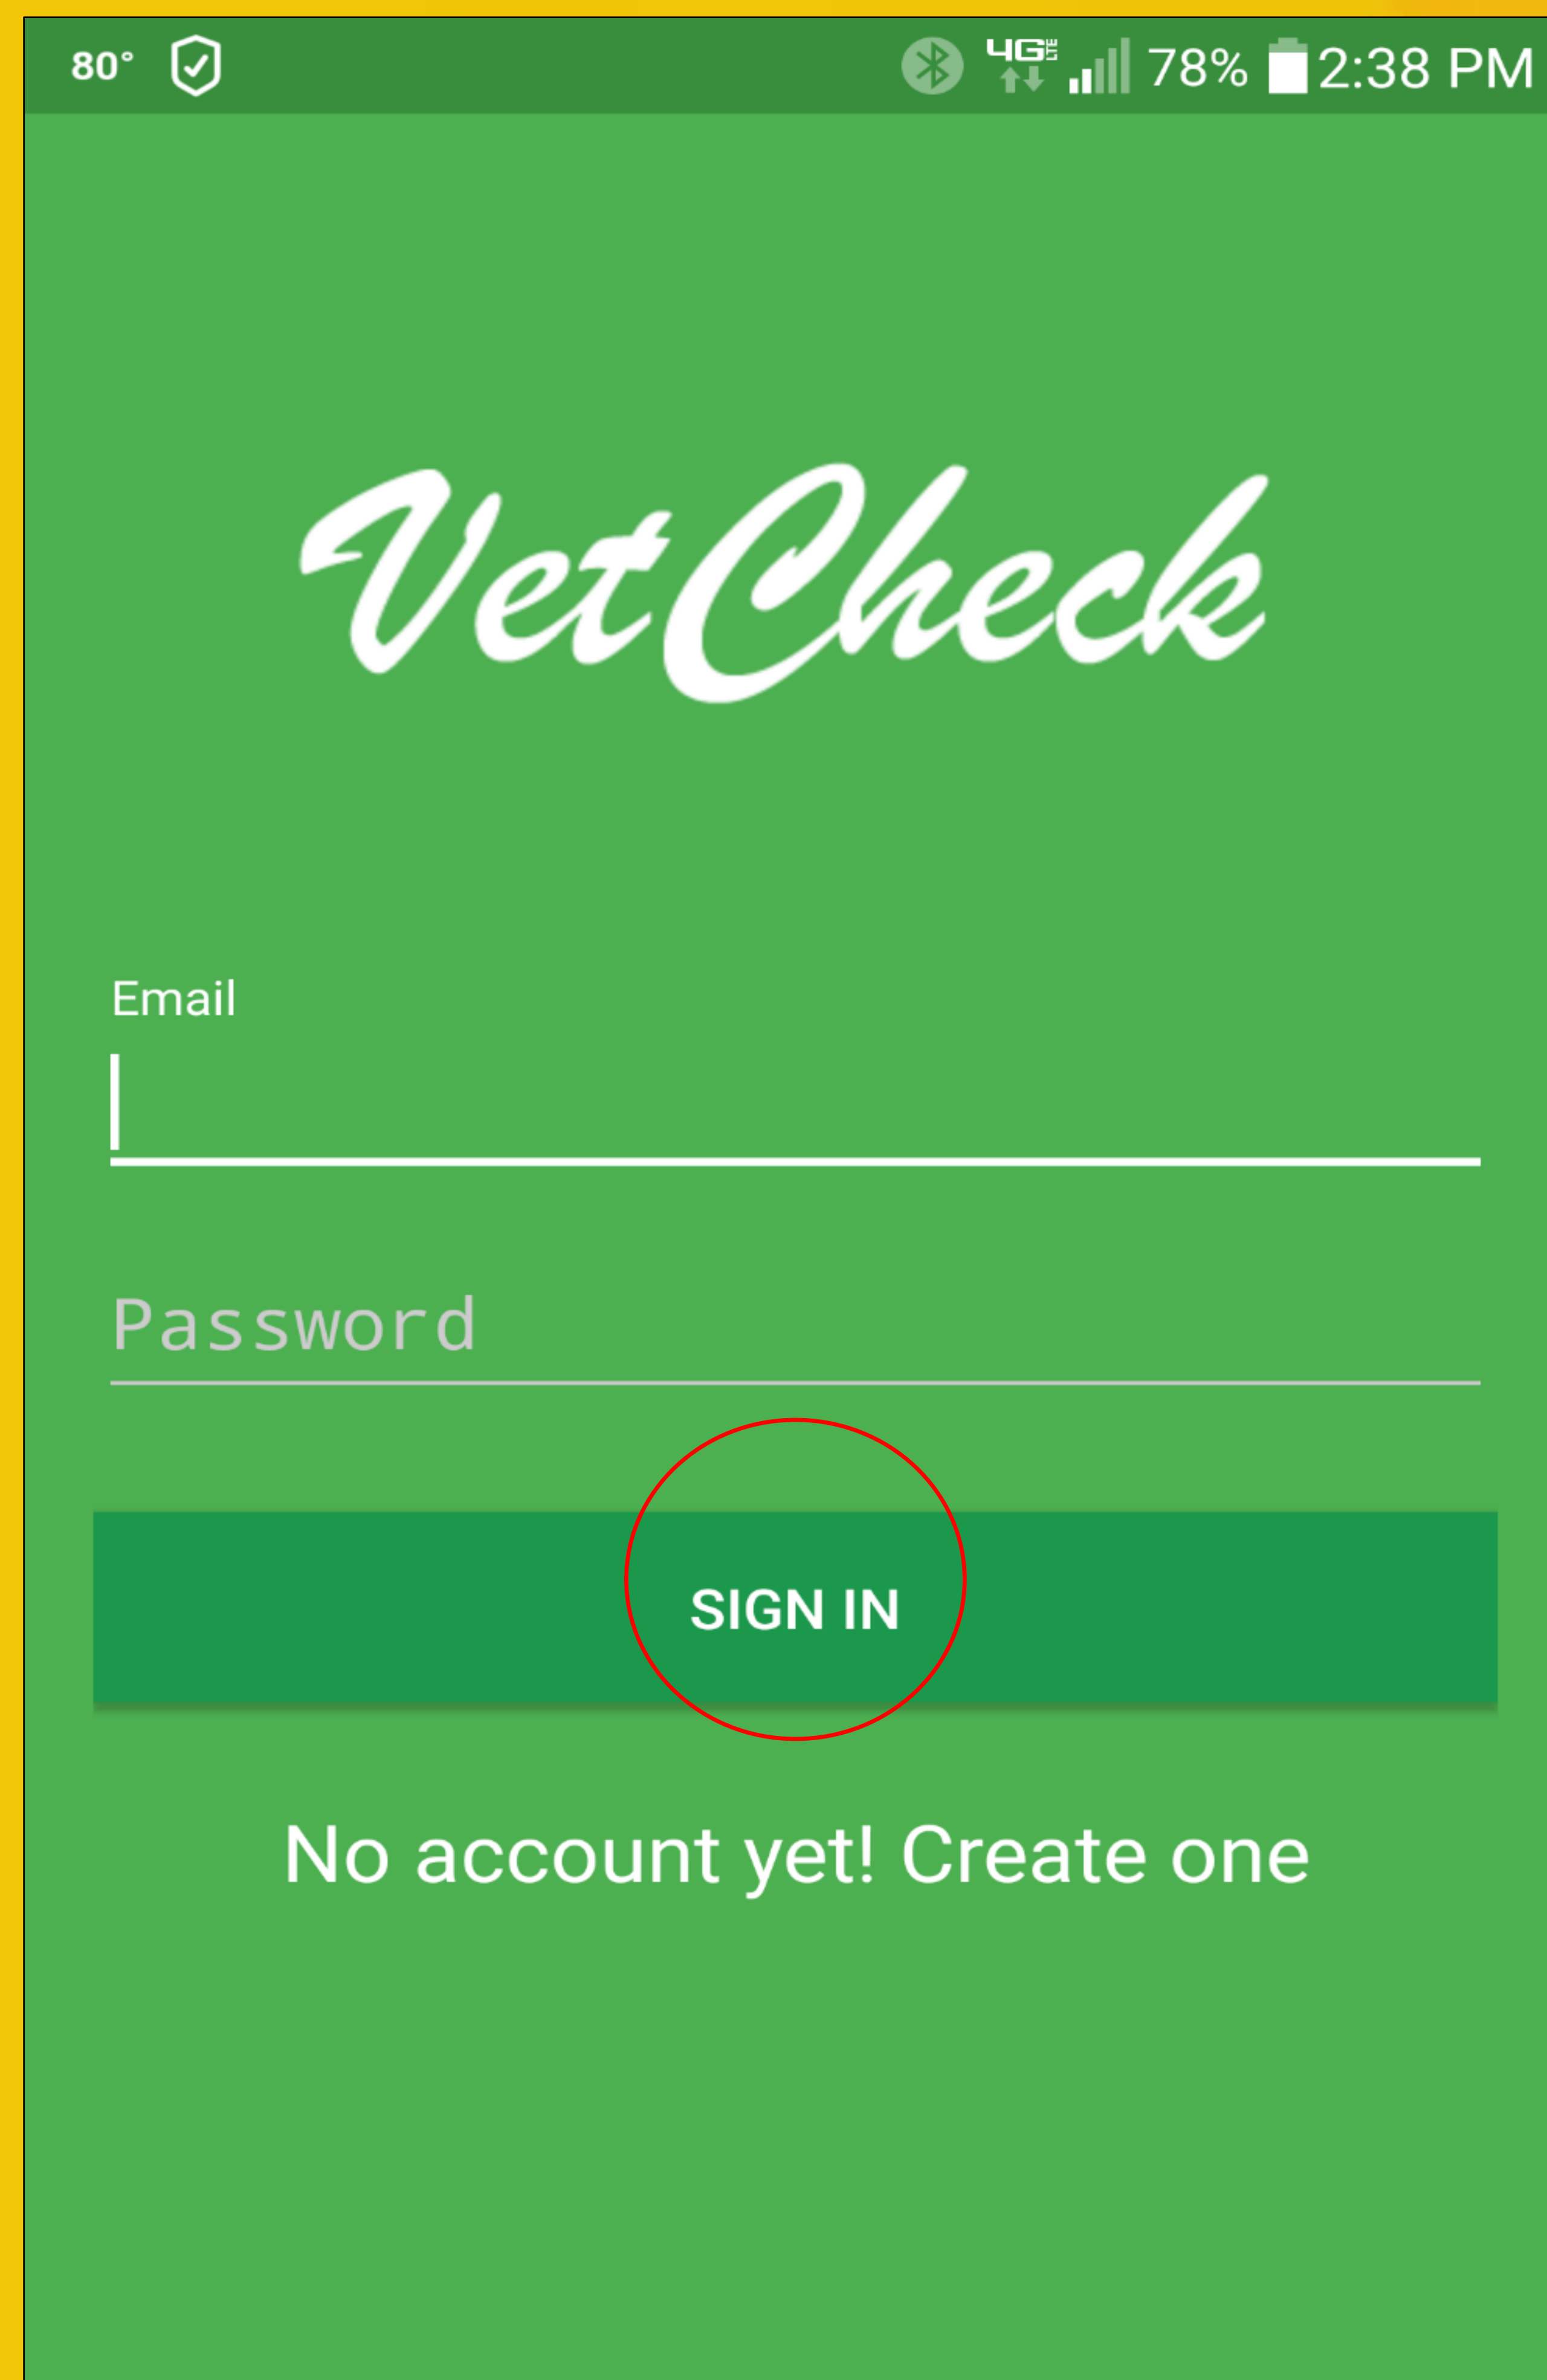 80° 4G LTE 78% 2:38 PM
VetCheck
Email
Password
SIGN IN
No account yet! Create one